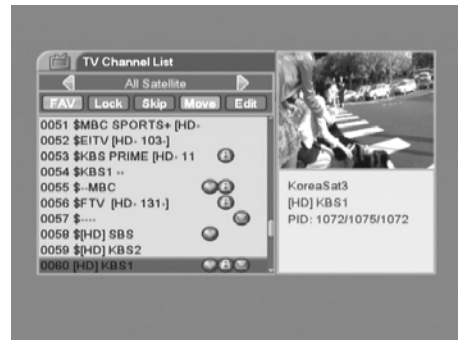 TV Channel List
All Satellite
FAV Lock Skip Move Edit
0051 $MBC SPORTS+ [HD-
0052 $EITV [HD- 103-]
0053 $KBS PRIME [HD- 11
0054 $KBS1 --
0055 $--MBC
0056 $FTV [HD- 131-]
0057 $----
0058 $[HD] SBS
0059 $[HD] KBS2
0060 [HD] KBS1
KoreaSat3
[HD] KBS1
PID: 1072/1075/1072